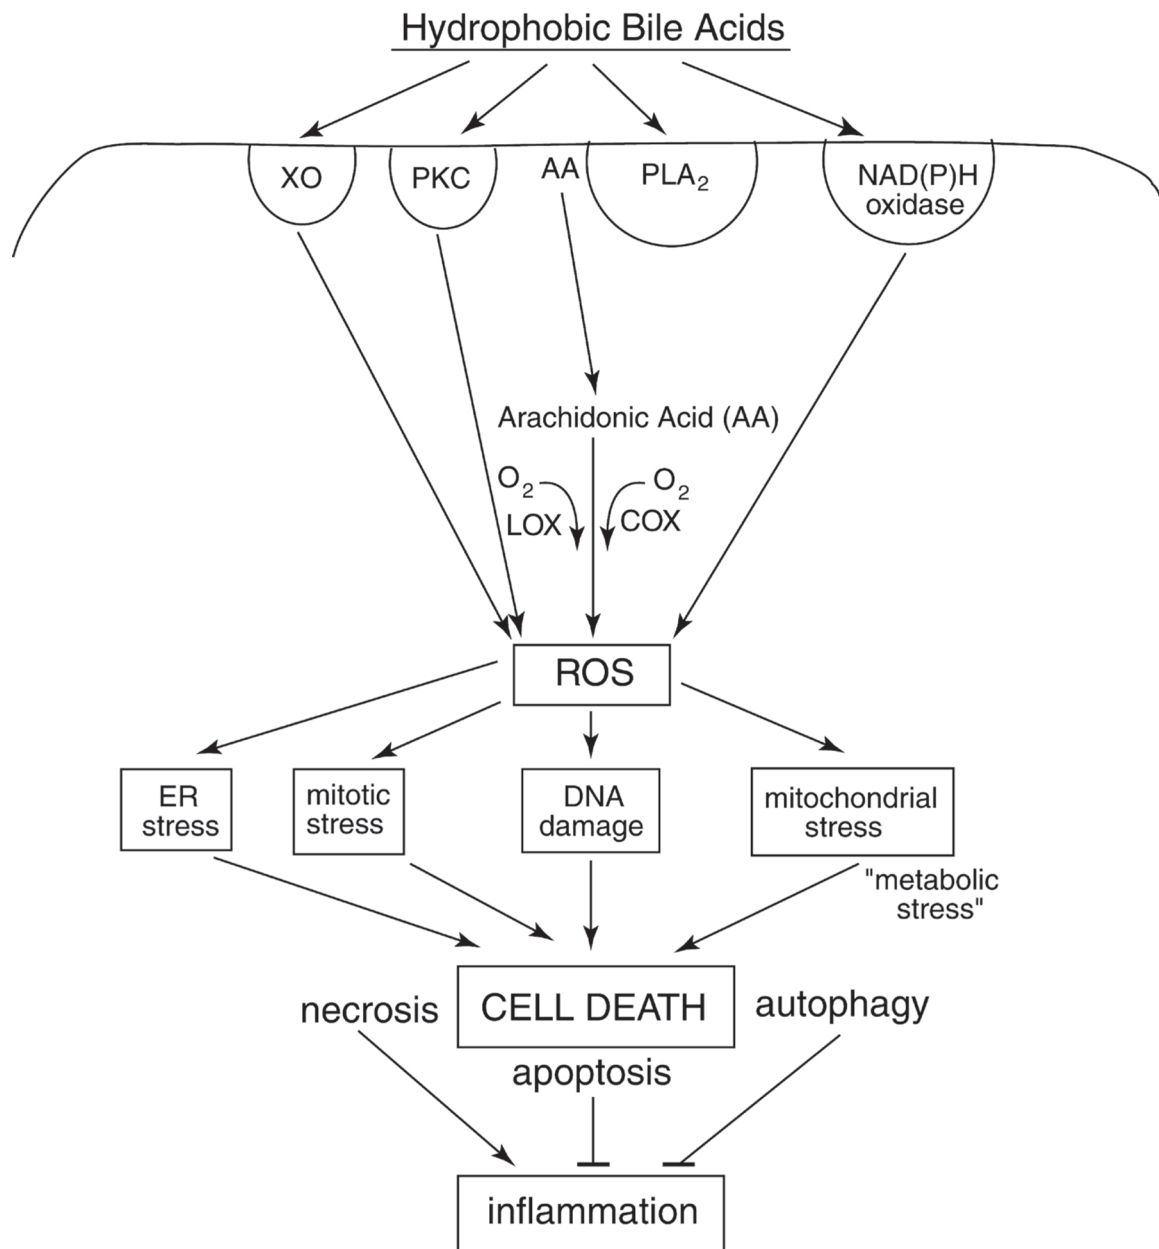 Hydrophobic Bile Acids
XO
PKC
AA
PLA2
NAD(P)H
oxidase
Arachidonic Acid (AA)
O2
O2
LOX
COX
ROS
ER
stress
mitotic
stress
DNA
damage
mitochondrial
stress
"metabolic
stress"
necrosis
CELL DEATH
autophagy
apoptosis
inflammation